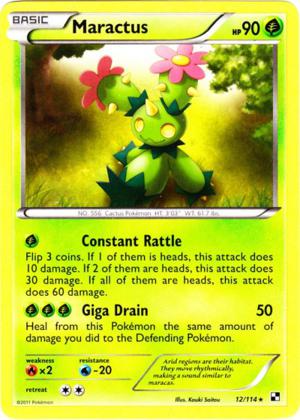 BASIC
Maractus
HP 90
NO. 556 Cactus Pokémon HT. 3'03" WT. 61.7 lbs.
Constant Rattle
Flip 3 coins. If 1 of them is heads, this attack does
10 damage. If 2 of them are heads, this attack does
30 damage. If all of them are heads, this attack
does 60 damage.
Giga Drain 50
Heal from this Pokémon the same amount of
damage you did to the Defending Pokémon.
weakness
×2
resistance
-20
retreat
Arid regions are their habitat.
They move rhythmically,
making a sound similar to
maracas.
©2011 Pokémon
Illus. Kouki Saitou
12/114 ★